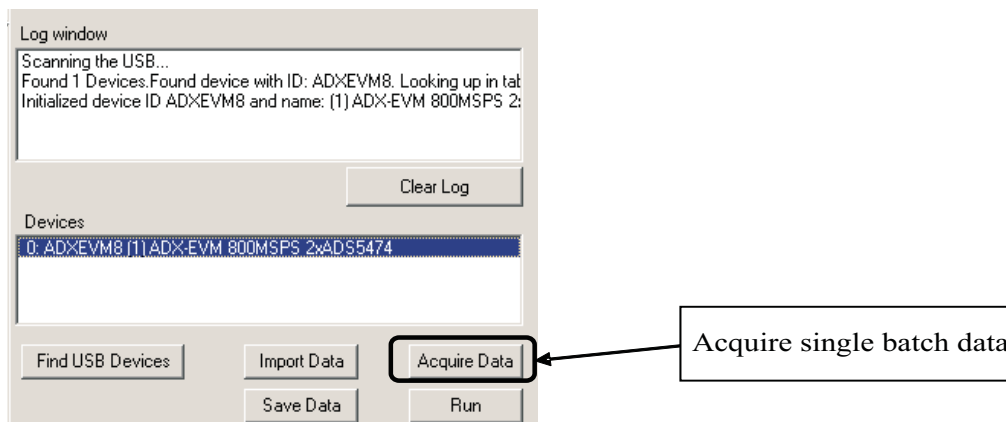 Log window
Scanning the USB...
Found 1 Devices.Found device with ID: ADXEVM8. Looking up in tab
Initialized device ID ADXEVM8 and name: (1) ADX-EVM 800MSPS 2x
Clear Log
Devices
0: ADXEVM8 (1) ADX-EVM 800MSPS 2xADS5474
Acquire single batch data
Find USB Devices
Import Data
Acquire Data
Save Data
Run